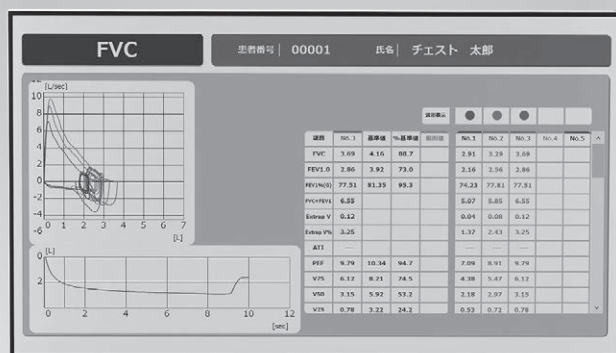 FVC
患者番号 00001 氏名 チェスト 太郎
[L/sec]
10
8
6
4
2
0
-2
-4
-6
0 1 2 3 4 5 6 7
[L]
[L]
0
2
0 2 4 6 8 10 12
[sec]
波形表示
項目 No.3 基準値 %基準値 No.1 No.2 No.3 No.4 No.5
FVC 3.69 4.16 88.7 2.91 3.29 3.69
FEV1.0 2.86 3.92 73.0 2.16 2.56 2.86
FEV1%(G) 77.51 81.35 95.3 74.23 77.81 77.51
FVC+FEV1 6.55 5.07 5.85 6.55
Extrap V 0.12 0.04 0.08 0.12
Extrap V% 3.25 1.37 2.43 3.25
ATI ---
PEF 9.79 10.34 94.7 7.09 8.91 9.79
V75 6.12 8.21 74.5 4.38 5.47 6.12
V50 3.15 5.92 53.2 2.18 2.97 3.15
V25 0.78 3.22 24.2 0.53 0.72 0.78